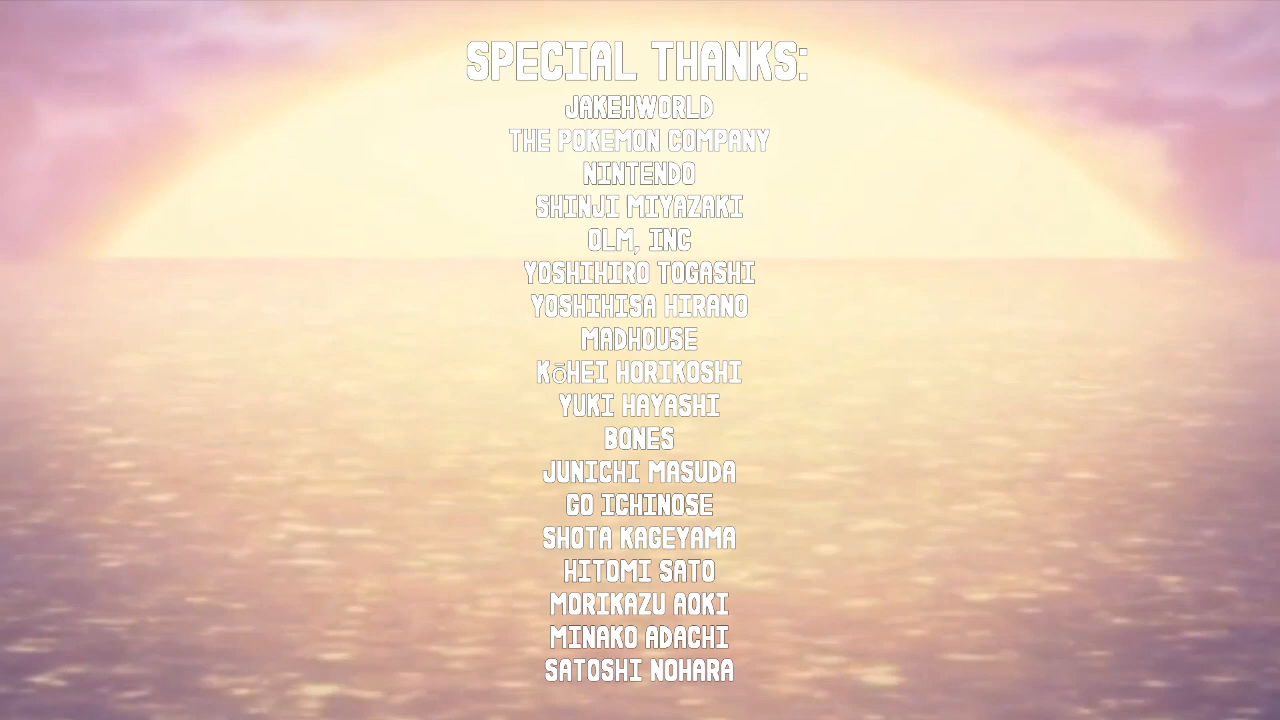 SPECIAL THANKS:
JAKEHWORLD
THE POKEMON COMPANY
NINTENDO
SHINJI MIYAZAKI
OLM, INC
YOSHIHIRO TOGASHI
YOSHIHISA HIRANO
MADHOUSE
KōHEI HORIKOSHI
YUKI HAYASHI
BONES
JUNICHI MASUDA
GO ICHINOSE
SHOTA KAGEYAMA
HITOMI SATO
MORIKAZU AOKI
MINAKO ADACHI
SATOSHI NOHARA